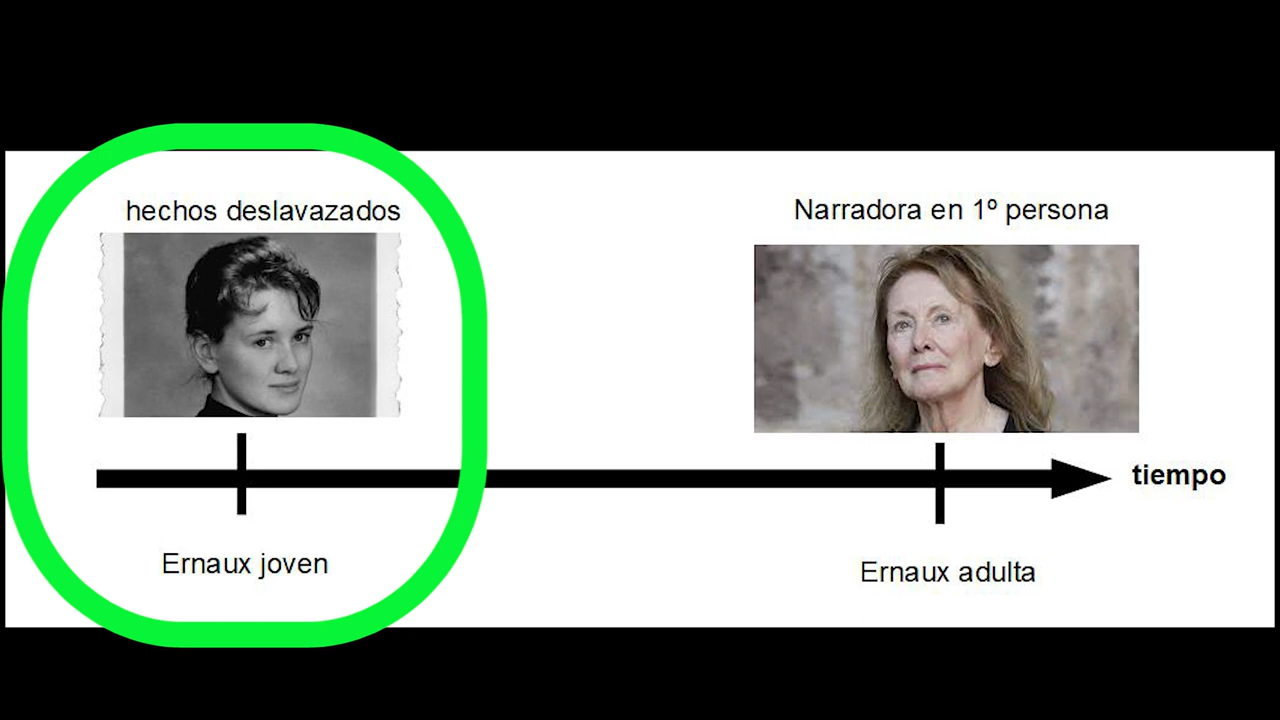 hechos deslavazados
Narradora en 1º persona
tiempo
Ernaux joven
Ernaux adulta